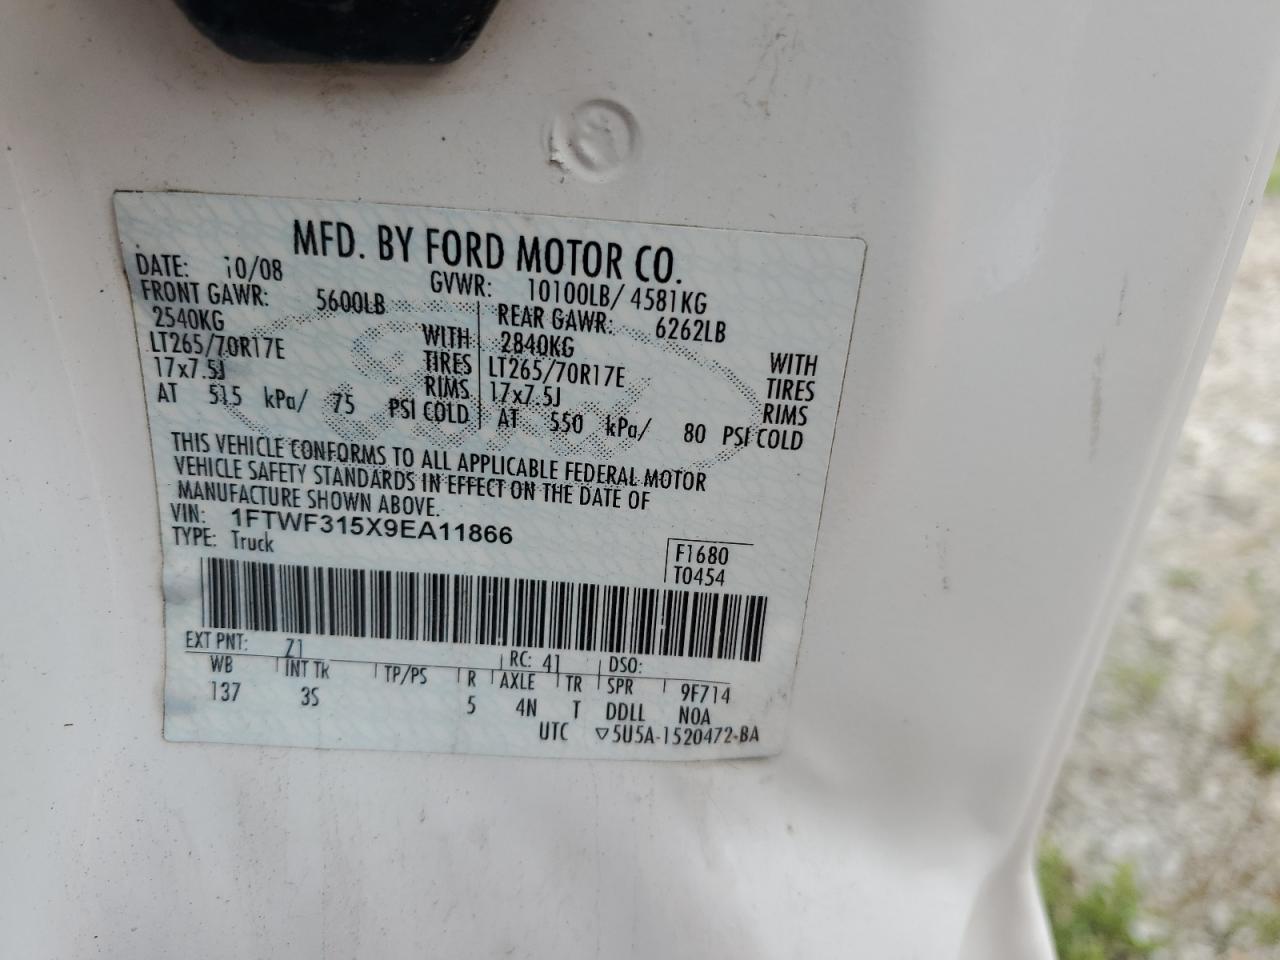 MFD. BY FORD MOTOR CO.
DATE: 10/08 GVWR: 10100LB/ 4581KG
FRONT GAWR: 5600LB REAR GAWR: 6262LB
2540KG WITH 2840KG WITH
LT265/70R17E TIRES LT265/70R17E TIRES
17x7.5J RIMS 17x7.5J RIMS
AT 515 kPa/ 75 PSI COLD AT 550 kPa/ 80 PSI COLD
THIS VEHICLE CONFORMS TO ALL APPLICABLE FEDERAL MOTOR
VEHICLE SAFETY STANDARDS IN EFFECT ON THE DATE OF
MANUFACTURE SHOWN ABOVE.
VIN: 1FTWF315X9EA11866
TYPE: Truck F1680
T0454
EXT PNT: Z1 RC: 41 DSO:
WB INT TK TP/PS R AXLE TR SPR 9F714
137 3S 5 4N T DDLL N0A
UTC ▽5U5A-1520472-BA